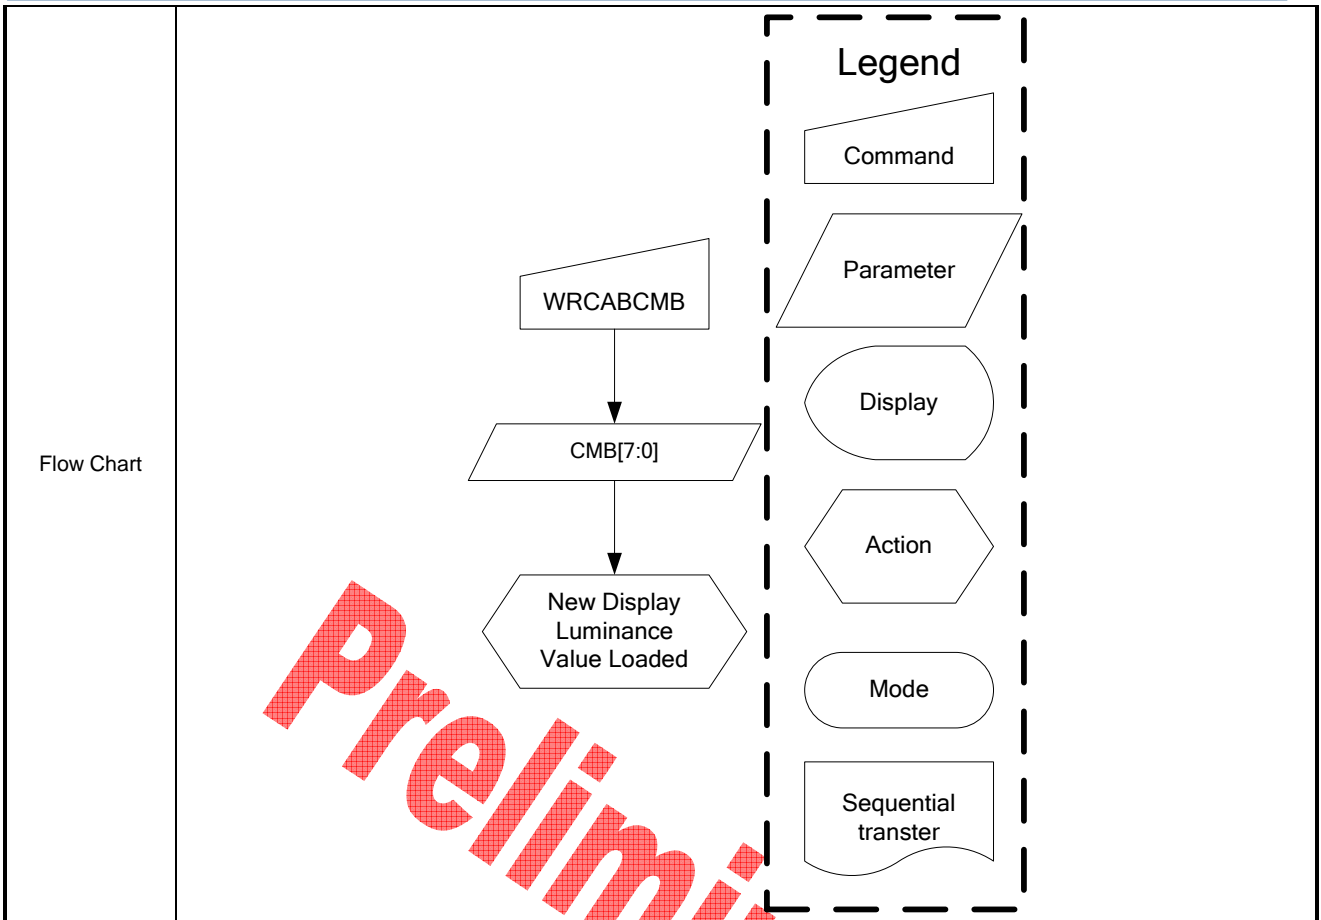 Flow Chart
WRCABCMB
CMB[7:0]
New Display
Luminance
Value Loaded
Legend
Command
Parameter
Display
Action
Mode
Sequential
transter
Prelimi